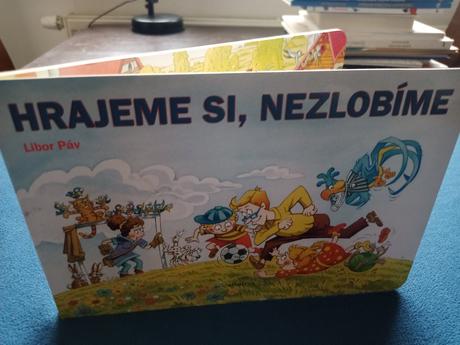 HRAJEME SI, NEZLOBÍME
Libor Páv